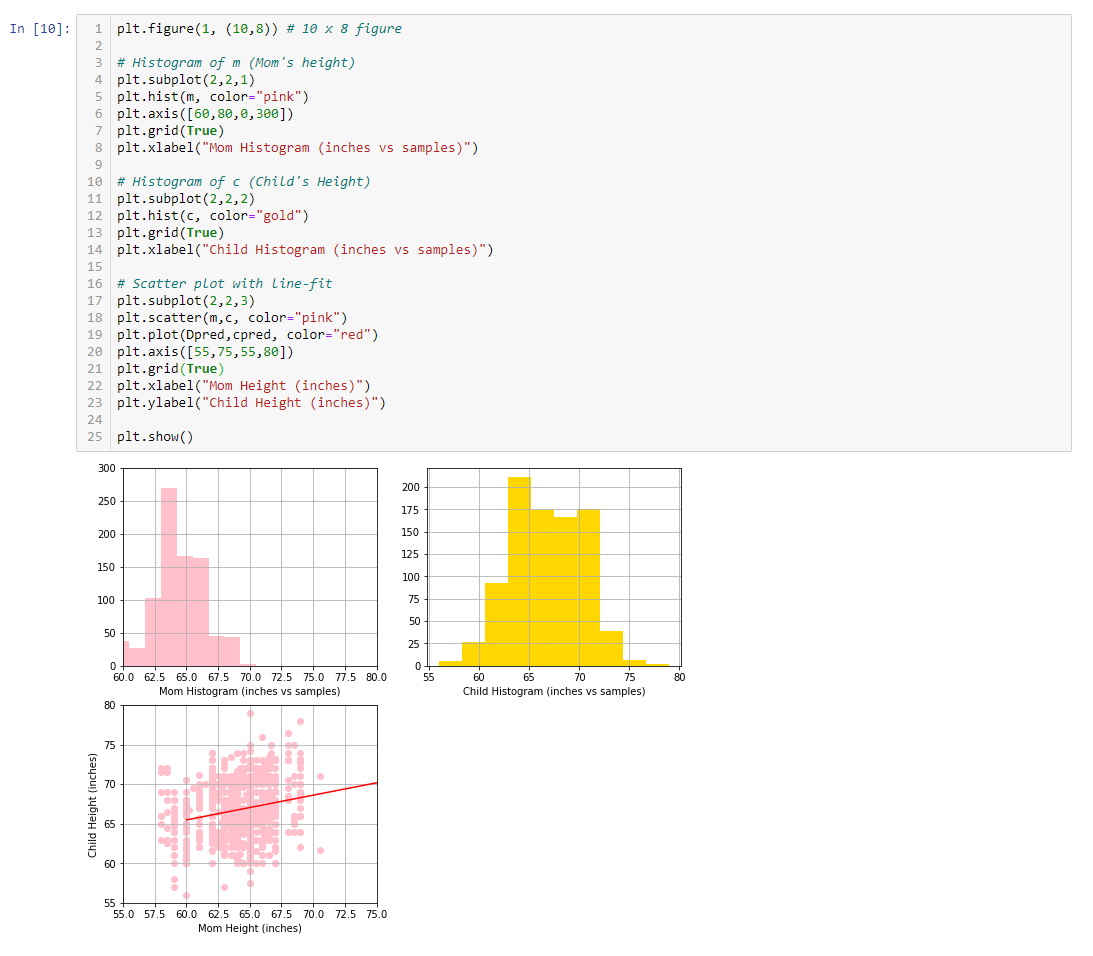 In [10]:
1 plt.figure(1, (10,8)) # 10 x 8 figure
2
3 # Histogram of m (Mom's height)
4 plt.subplot(2,2,1)
5 plt.hist(m, color="pink")
6 plt.axis([60,80,0,300])
7 plt.grid(True)
8 plt.xlabel("Mom Histogram (inches vs samples)")
9
10 # Histogram of c (Child's Height)
11 plt.subplot(2,2,2)
12 plt.hist(c, color="gold")
13 plt.grid(True)
14 plt.xlabel("Child Histogram (inches vs samples)")
15
16 # Scatter plot with line-fit
17 plt.subplot(2,2,3)
18 plt.scatter(m,c, color="pink")
19 plt.plot(Dpred,cpred, color="red")
20 plt.axis([55,75,55,80])
21 plt.grid(True)
22 plt.xlabel("Mom Height (inches)")
23 plt.ylabel("Child Height (inches)")
24
25 plt.show()
300
250
200
150
100
50
0
60.0 62.5 65.0 67.5 70.0 72.5 75.0 77.5 80.0
Mom Histogram (inches vs samples)
200
175
150
125
100
75
50
25
0
55 60 65 70 75 80
Child Histogram (inches vs samples)
80
75
70
65
60
55
Child Height (inches)
55.0 57.5 60.0 62.5 65.0 67.5 70.0 72.5 75.0
Mom Height (inches)